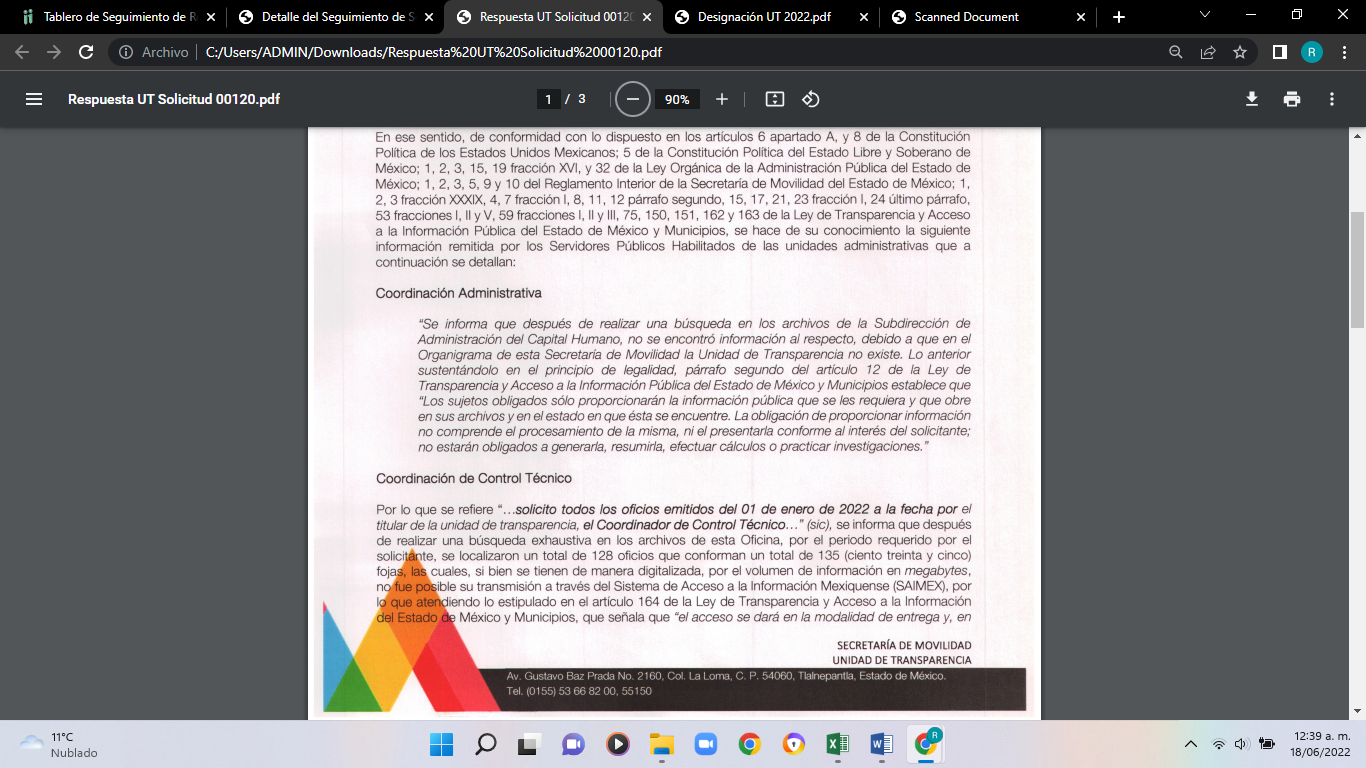 Tablero de Seguimiento de R
Detalle del Seguimiento de S
Respuesta UT Solicitud 00120
Designación UT 2022.pdf
Scanned Document
Archivo
C:/Users/ADMIN/Downloads/Respuesta%20UT%20Solicitud%2000120.pdf
R
Respuesta UT Solicitud 00120.pdf
1 / 3
90%
En ese sentido, de conformidad con lo dispuesto en los artículos 6 apartado A, y 8 de la Constitución
Política de los Estados Unidos Mexicanos; 5 de la Constitución Política del Estado Libre y Soberano de
México; 1, 2, 3, 15, 19 fracción XVI, y 32 de la Ley Orgánica de la Administración Pública del Estado de
México; 1, 2, 3, 5, 9 y 10 del Reglamento Interior de la Secretaría de Movilidad del Estado de México; 1,
2, 3 fracción XXXIX, 4, 7 fracción I, 8, 11, 12 párrafo segundo, 15, 17, 21, 23 fracción I, 24 último párrafo,
53 fracciones I, II y V, 59 fracciones I, II y III, 75, 150, 151, 162 y 163 de la Ley de Transparencia y Acceso
a la Información Pública del Estado de México y Municipios, se hace de su conocimiento la siguiente
información remitida por los Servidores Públicos Habilitados de las unidades administrativas que a
continuación se detallan:
Coordinación Administrativa
“Se informa que después de realizar una búsqueda en los archivos de la Subdirección de
Administración del Capital Humano, no se encontró información al respecto, debido a que en el
Organigrama de esta Secretaría de Movilidad la Unidad de Transparencia no existe. Lo anterior
sustentándolo en el principio de legalidad, párrafo segundo del artículo 12 de la Ley de
Transparencia y Acceso a la Información Pública del Estado de México y Municipios establece que
“Los sujetos obligados sólo proporcionarán la información pública que se les requiera y que obre
en sus archivos y en el estado en que ésta se encuentre. La obligación de proporcionar información
no comprende el procesamiento de la misma, ni el presentarla conforme al interés del solicitante;
no estarán obligados a generarla, resumirla, efectuar cálculos o practicar investigaciones.”
Coordinación de Control Técnico
Por lo que se refiere “…solicito todos los oficios emitidos del 01 de enero de 2022 a la fecha por el
titular de la unidad de transparencia, el Coordinador de Control Técnico…” (sic), se informa que después
de realizar una búsqueda exhaustiva en los archivos de esta Oficina, por el periodo requerido por el
solicitante, se localizaron un total de 128 oficios que conforman un total de 135 (ciento treinta y cinco)
fojas, las cuales, si bien se tienen de manera digitalizada, por el volumen de información en megabytes,
no fue posible su transmisión a través del Sistema de Acceso a la Información Mexiquense (SAIMEX), por
lo que atendiendo lo estipulado en el artículo 164 de la Ley de Transparencia y Acceso a la Información
del Estado de México y Municipios, que señala que “el acceso se dará en la modalidad de entrega y, en
SECRETARÍA DE MOVILIDAD
UNIDAD DE TRANSPARENCIA
Av. Gustavo Baz Prada No. 2160, Col. La Loma, C. P. 54060, Tlalnepantla, Estado de México.
Tel. (0155) 53 66 82 00, 55150
11°C
Nublado
R
12:39 a. m.
18/06/2022